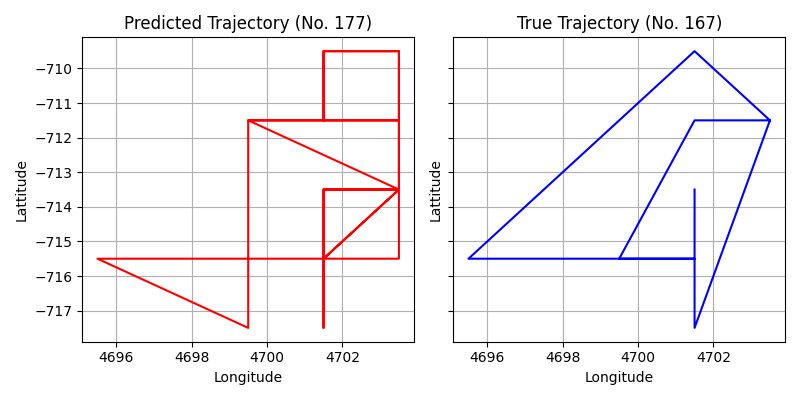 Predicted Trajectory (No. 177)
−710
−711
−712
−713
−714
−715
−716
−717
Lattitude
4696
4698
4700
4702
Longitude
True Trajectory (No. 167)
Lattitude
4696
4698
4700
4702
Longitude